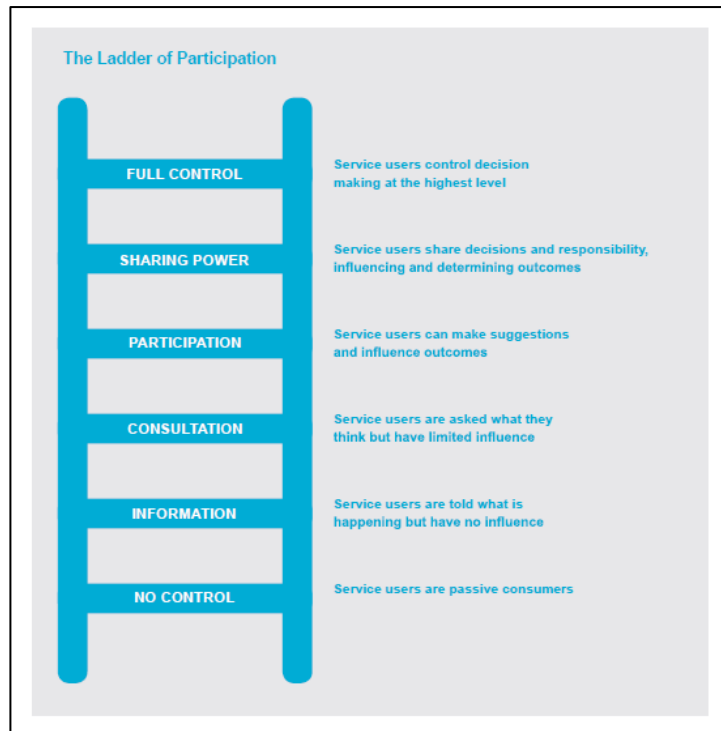 The Ladder of Participation
FULL CONTROL
Service users control decision
making at the highest level
SHARING POWER
Service users share decisions and responsibility,
influencing and determining outcomes
PARTICIPATION
Service users can make suggestions
and influence outcomes
CONSULTATION
Service users are asked what they
think but have limited influence
INFORMATION
Service users are told what is
happening but have no influence
NO CONTROL
Service users are passive consumers